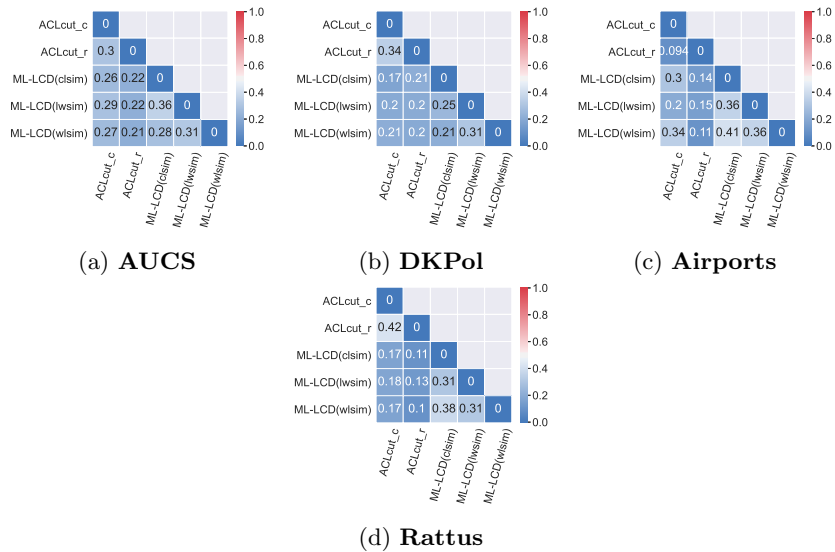 ACLcut_c 0
ACLcut_r 0.3 0
ML-LCD(clsim) 0.26 0.22 0
ML-LCD(lwsim) 0.29 0.22 0.36 0
ML-LCD(wlsim) 0.27 0.21 0.28 0.31 0
ACLcut_c ACLcut_r ML-LCD(clsim) ML-LCD(lwsim) ML-LCD(wlsim)
1.0
0.8
0.6
0.4
0.2
0.0
(a) AUCS
ACLcut_c 0
ACLcut_r 0.34 0
ML-LCD(clsim) 0.17 0.21 0
ML-LCD(lwsim) 0.2 0.2 0.25 0
ML-LCD(wlsim) 0.21 0.2 0.21 0.31 0
ACLcut_c ACLcut_r ML-LCD(clsim) ML-LCD(lwsim) ML-LCD(wlsim)
1.0
0.8
0.6
0.4
0.2
0.0
(b) DKPol
ACLcut_c 0
ACLcut_r 0.094 0
ML-LCD(clsim) 0.3 0.14 0
ML-LCD(lwsim) 0.2 0.15 0.36 0
ML-LCD(wlsim) 0.34 0.11 0.41 0.36 0
ACLcut_c ACLcut_r ML-LCD(clsim) ML-LCD(lwsim) ML-LCD(wlsim)
1.0
0.8
0.6
0.4
0.2
0.0
(c) Airports
ACLcut_c 0
ACLcut_r 0.42 0
ML-LCD(clsim) 0.17 0.11 0
ML-LCD(lwsim) 0.18 0.13 0.31 0
ML-LCD(wlsim) 0.17 0.1 0.38 0.31 0
ACLcut_c ACLcut_r ML-LCD(clsim) ML-LCD(lwsim) ML-LCD(wlsim)
1.0
0.8
0.6
0.4
0.2
0.0
(d) Rattus